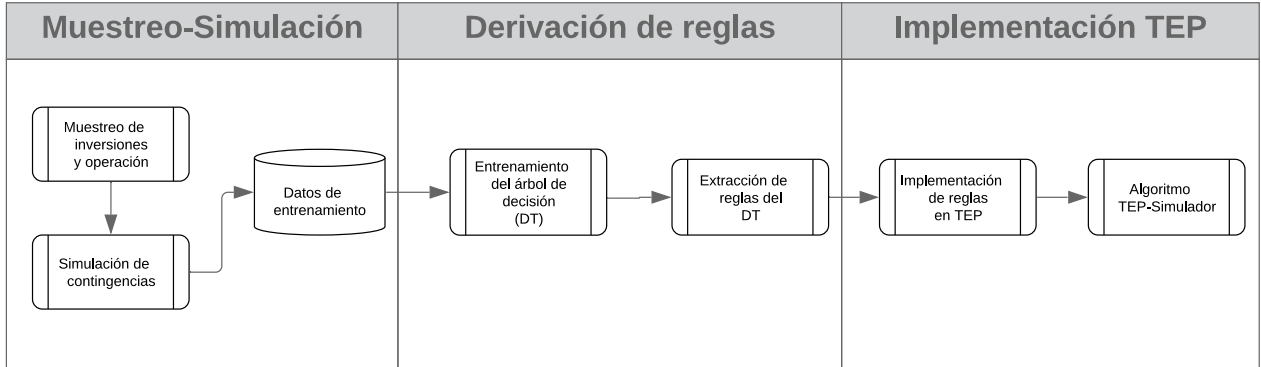 Muestreo-Simulación
Derivación de reglas
Implementación TEP
Muestreo de
inversiones
y operación
Simulación de
contingencias
Datos de
entrenamiento
Entrenamiento
del árbol de
decisión
(DT)
Extracción de
reglas del
DT
Implementación
de reglas
en TEP
Algoritmo
TEP-Simulador